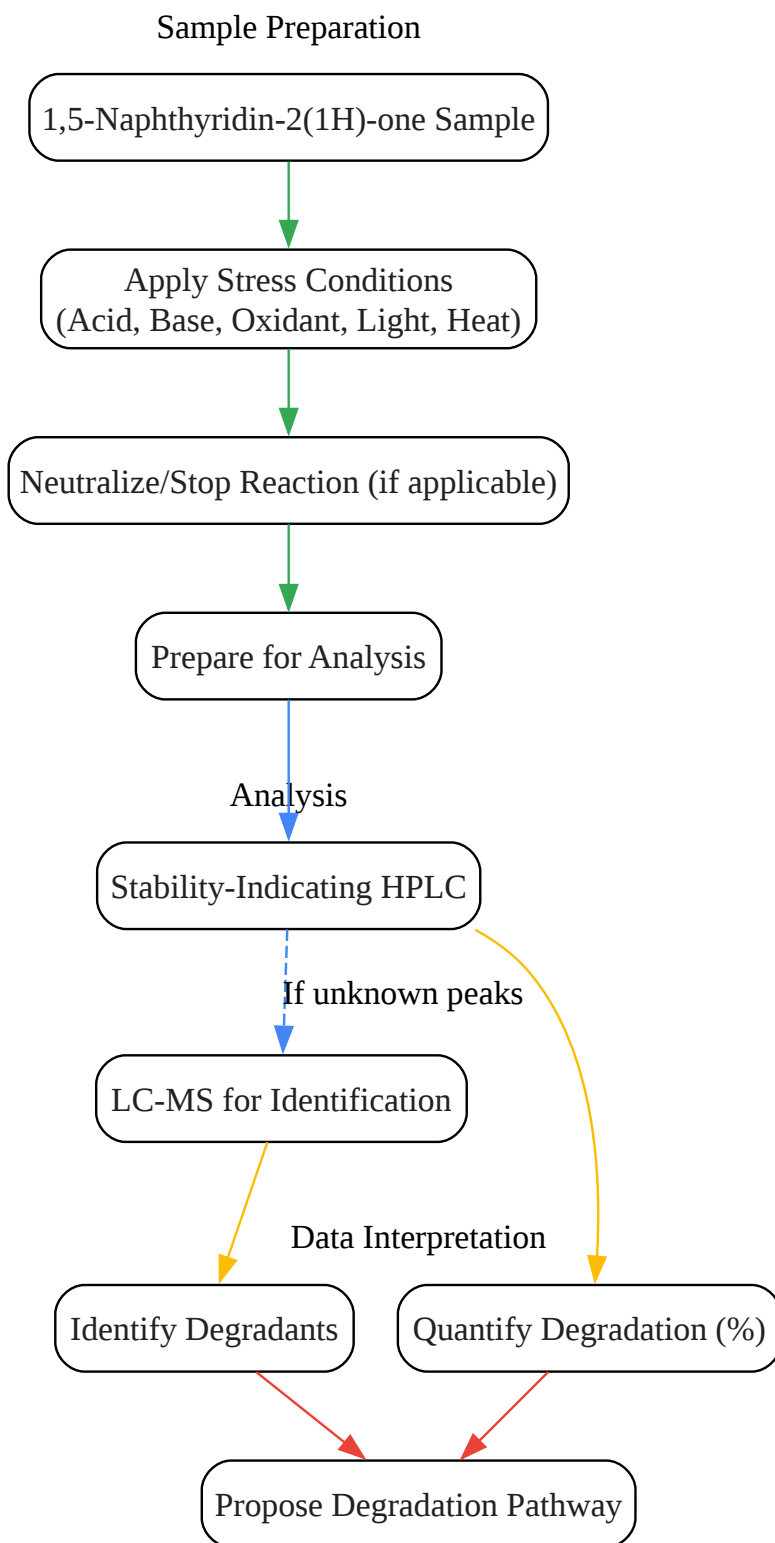 Sample Preparation
1,5-Naphthyridin-2(1H)-one Sample
Apply Stress Conditions
(Acid, Base, Oxidant, Light, Heat)
Neutralize/Stop Reaction (if applicable)
Prepare for Analysis
Analysis
Stability-Indicating HPLC
If unknown peaks
LC-MS for Identification
Data Interpretation
Identify Degradants
Quantify Degradation (%)
Propose Degradation Pathway